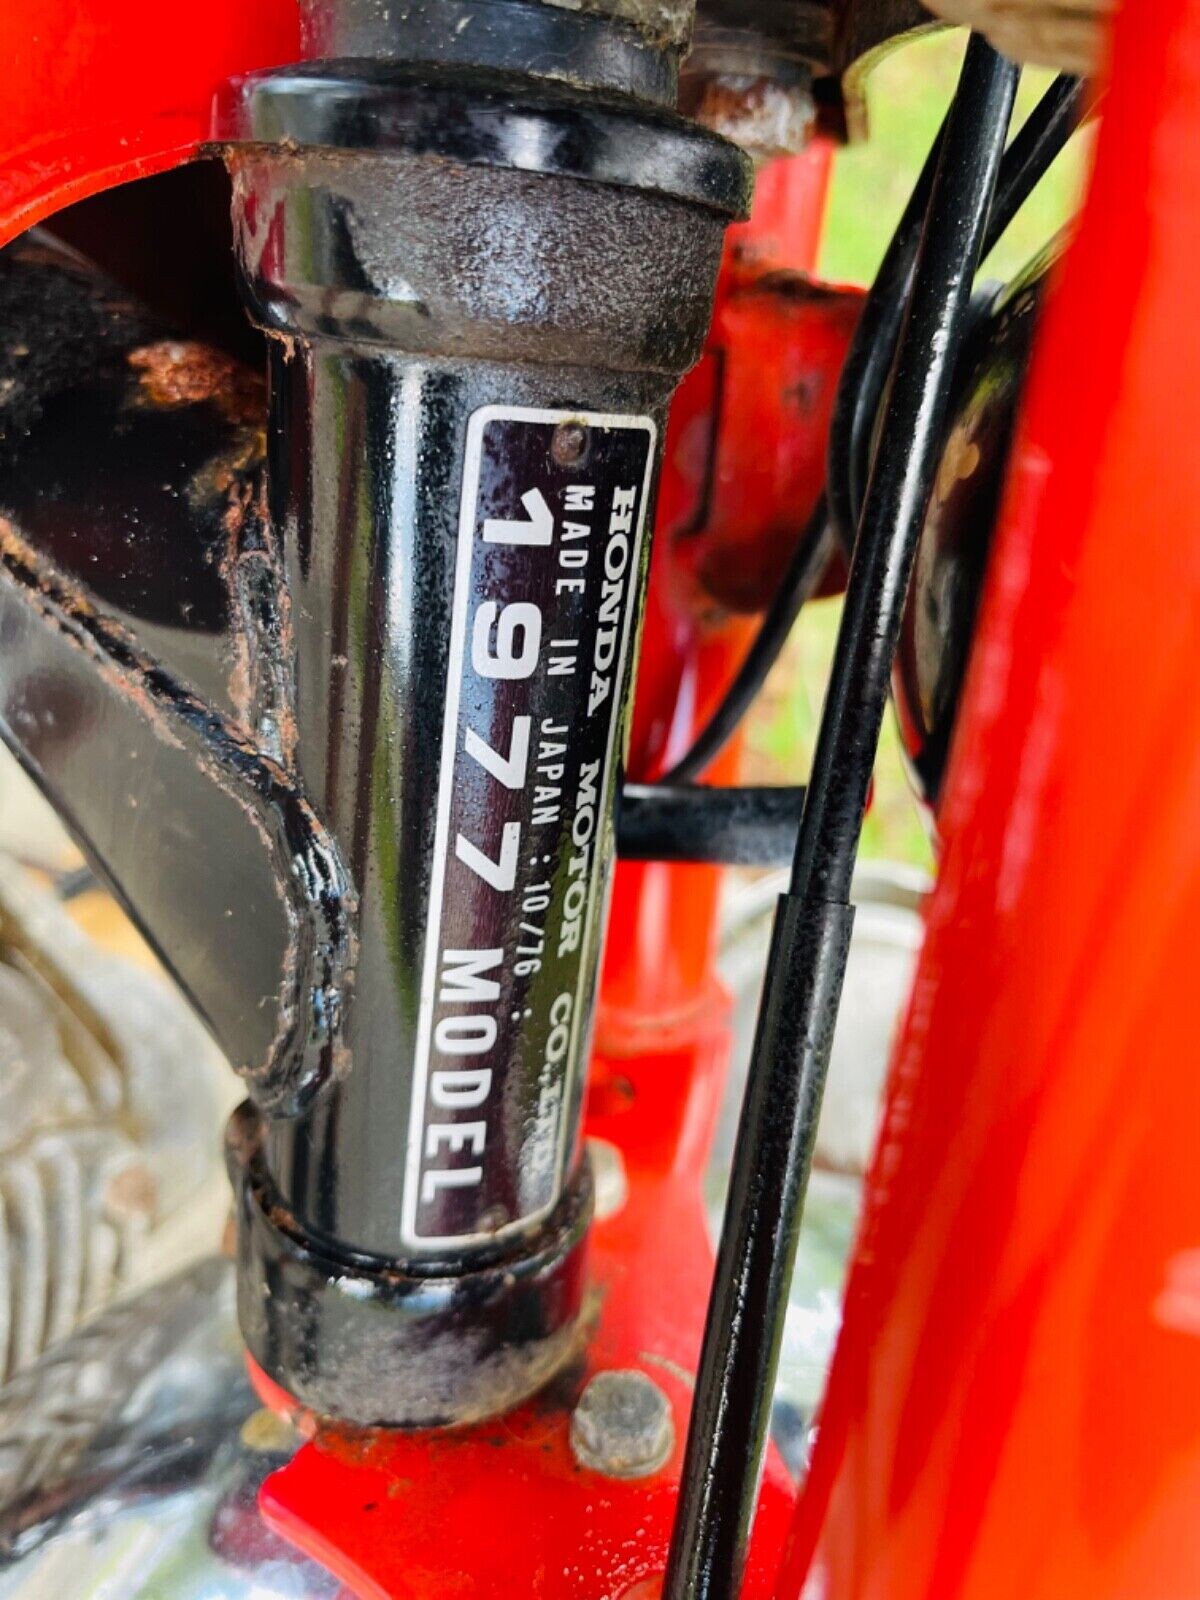 HONDA MOTOR CO.,LTD.
MADE IN JAPAN : 10/76 :
1977 MODEL